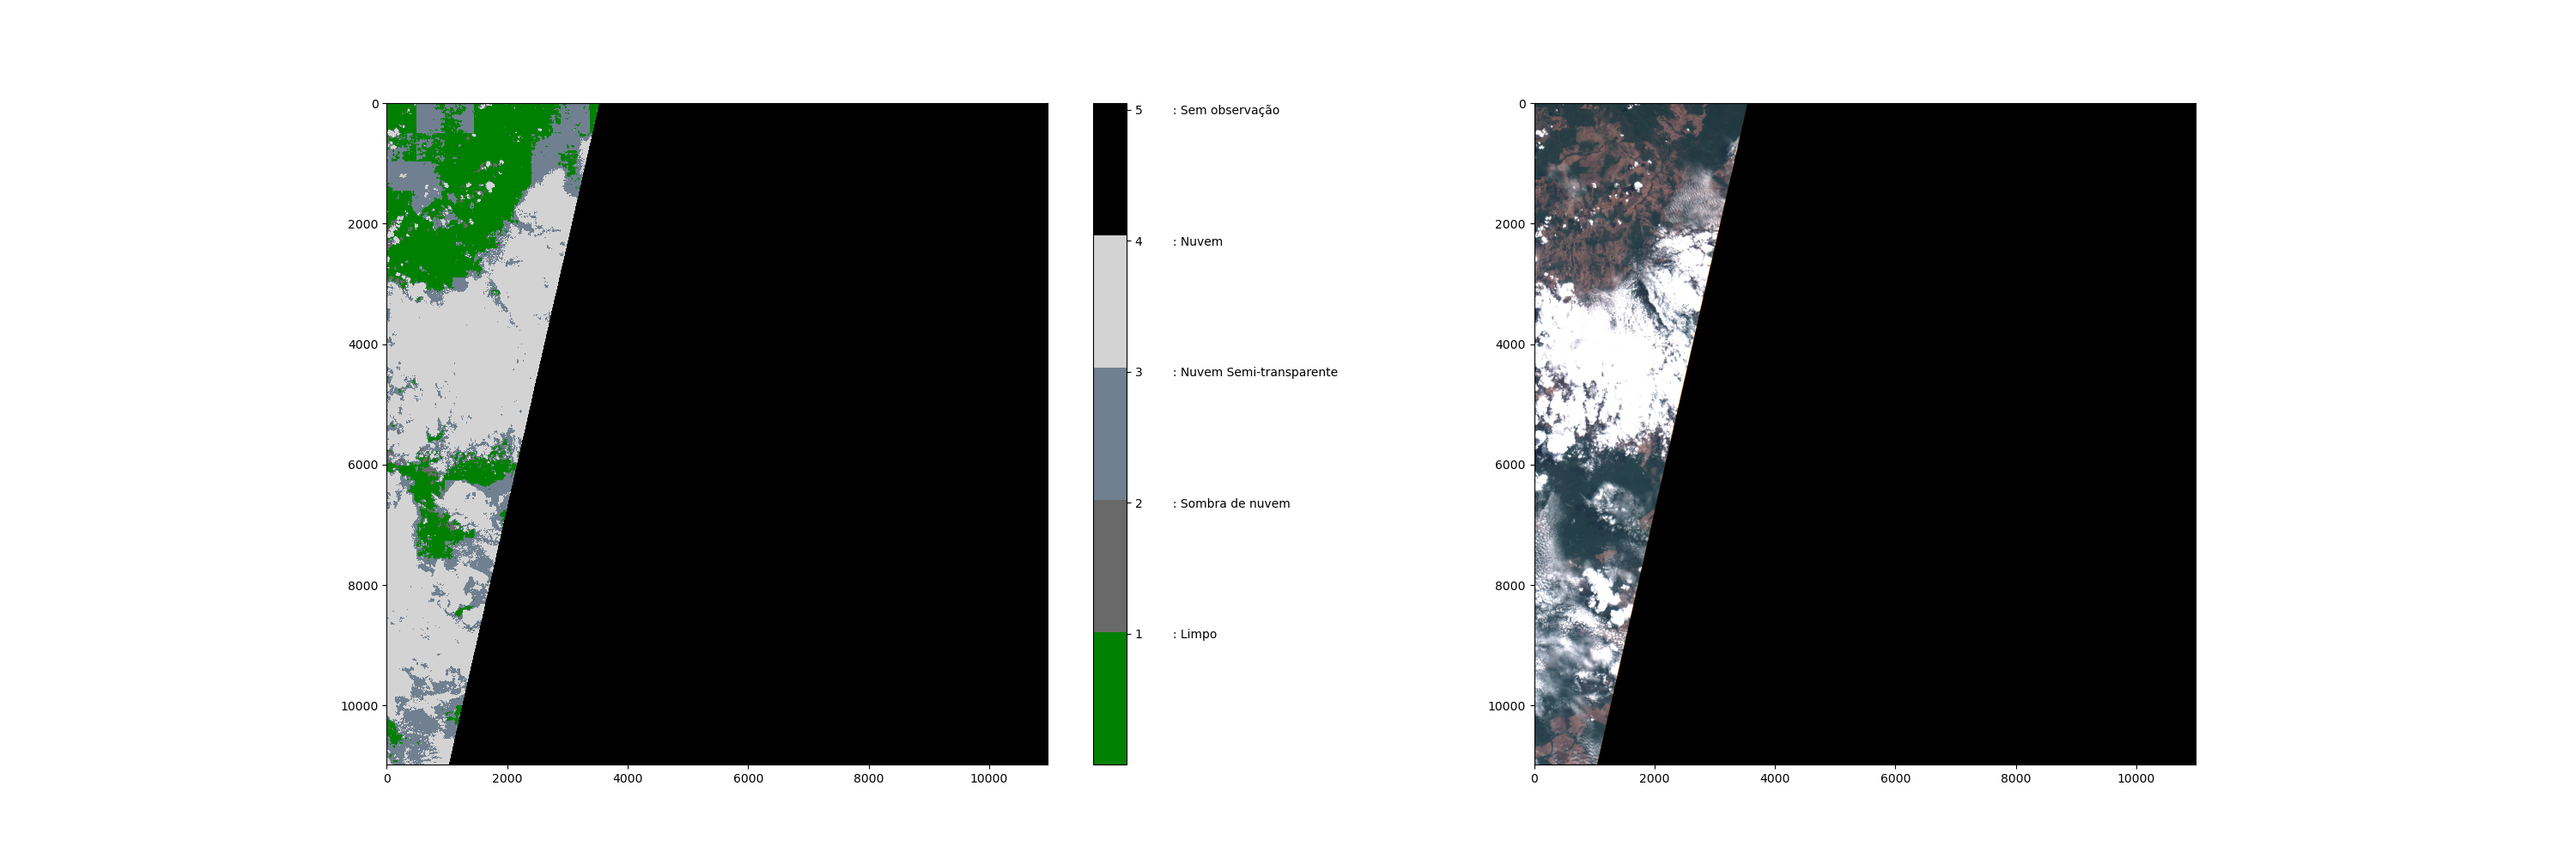 0
2000
4000
6000
8000
10000
0 2000 4000 6000 8000 10000
5 : Sem observação
4 : Nuvem
3 : Nuvem Semi-transparente
2 : Sombra de nuvem
1 : Limpo
0
2000
4000
6000
8000
10000
0 2000 4000 6000 8000 10000